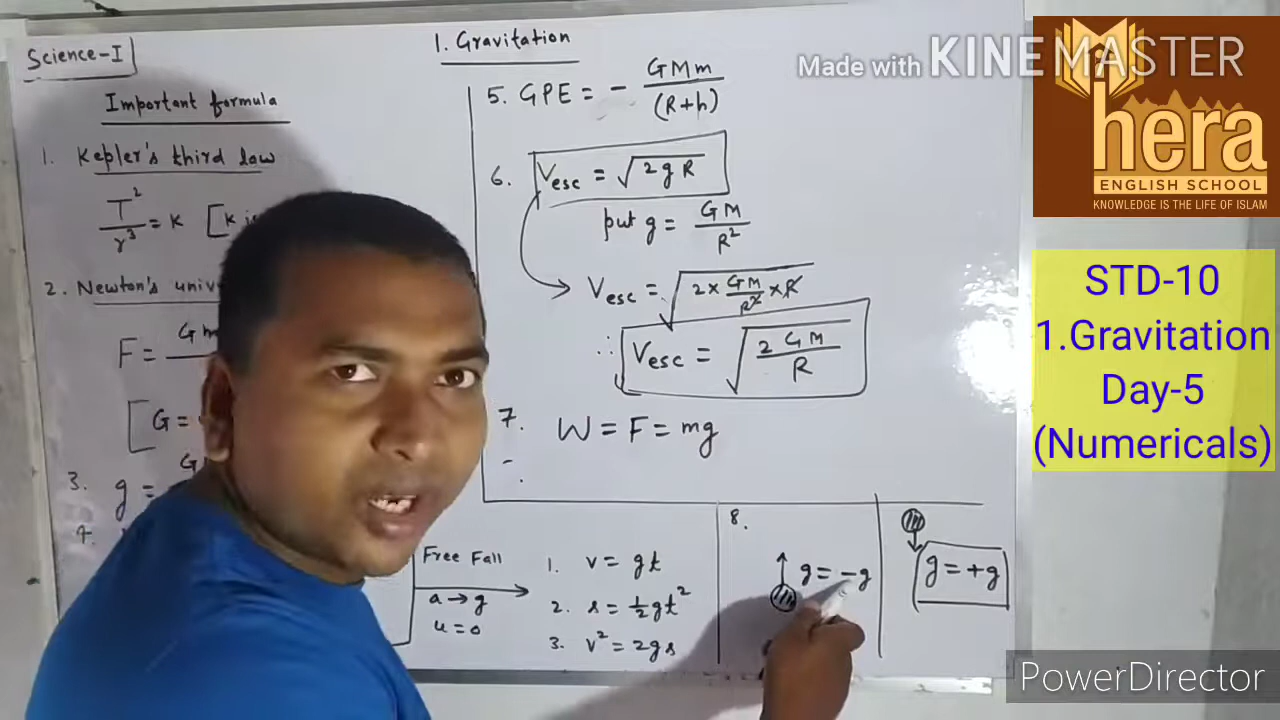 Science-I
1. Gravitation
Important formula
1. Kepler's third law
T²/r³ = K [K
2. Newton's univ
F = Gm
[G =
3. g = G
4.
5. GPE = - GMm/(R+h)
6. Vesc = √2gR
put g = GM/R²
Vesc = √2 × GM/R² × R
∴ Vesc = √2GM/R
7. W = F = mg
Free Fall
a → g
u = 0
1. v = gt
2. s = ½gt²
3. v² = 2gs
8.
g = -g
g = +g
Made with KINEMASTER
hera
ENGLISH SCHOOL
KNOWLEDGE IS THE LIFE OF ISLAM
STD-10
1.Gravitation
Day-5
(Numericals)
PowerDirector